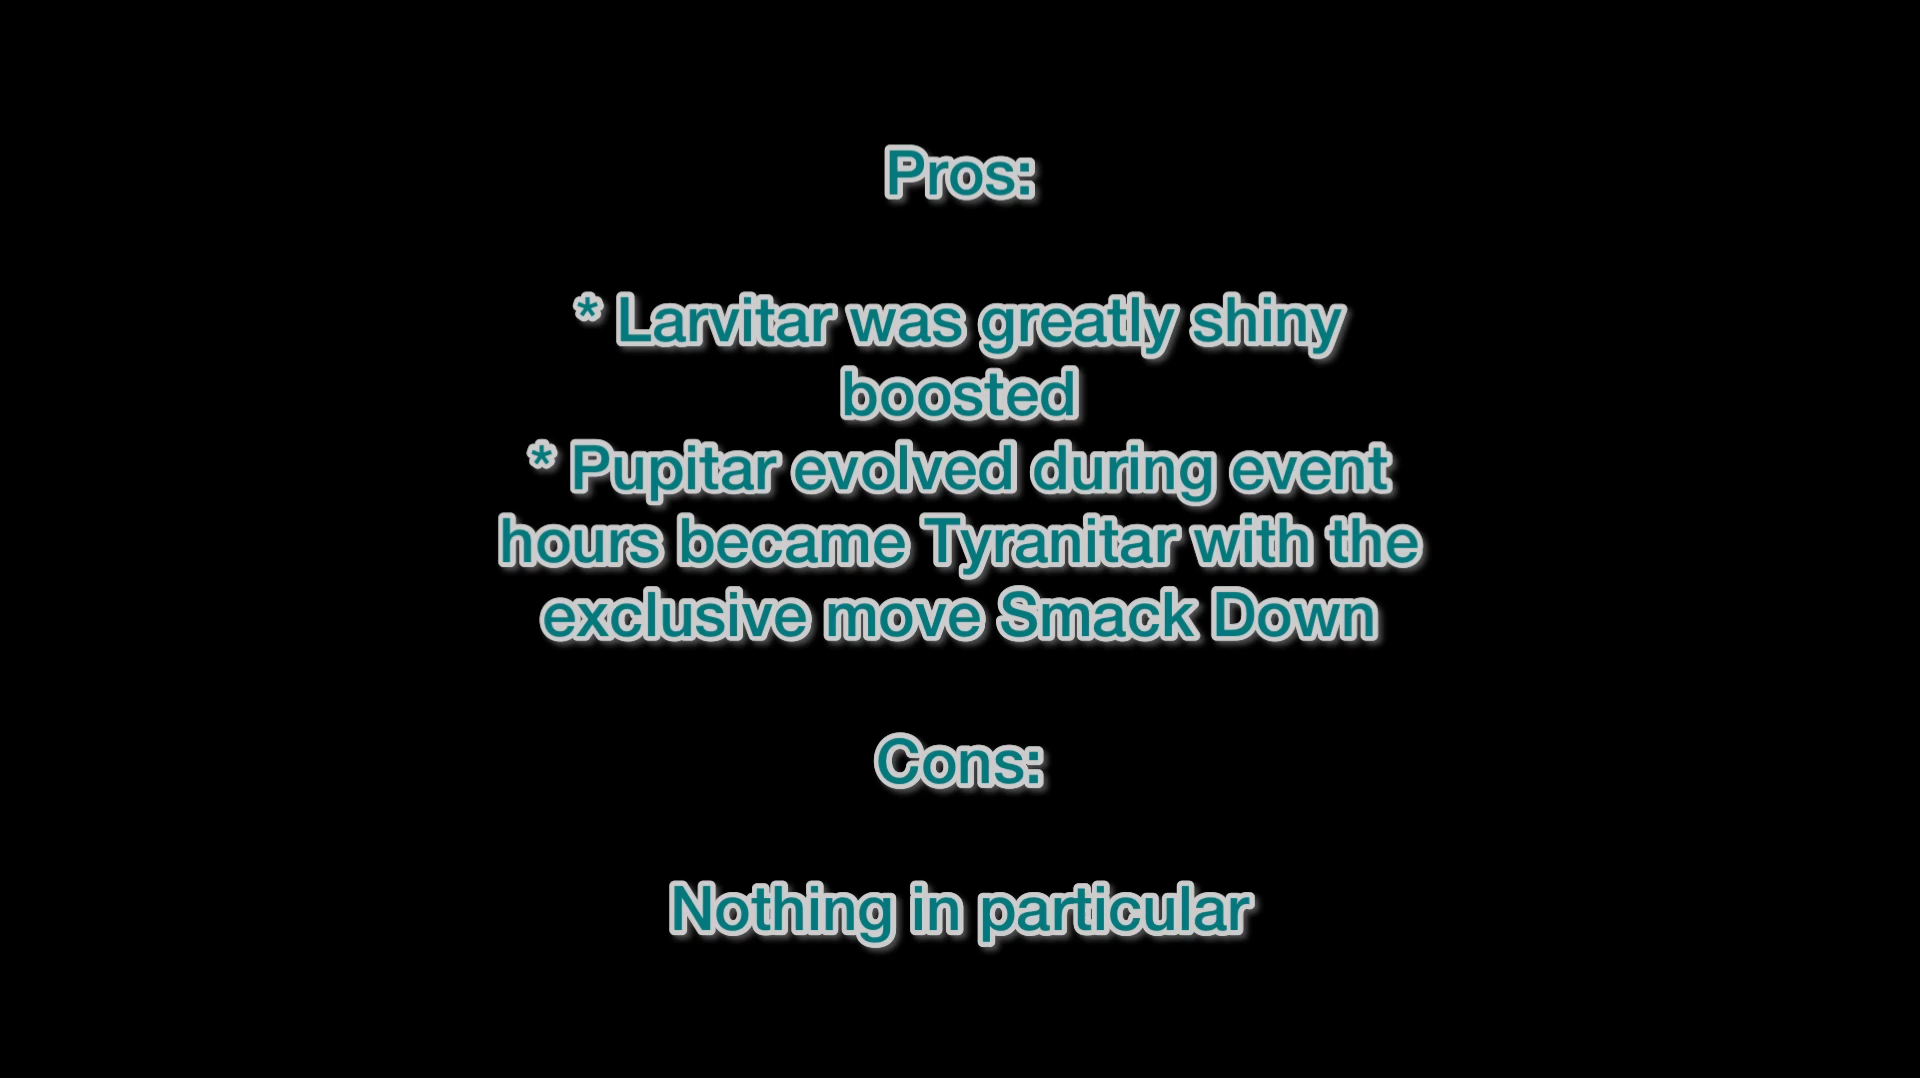 Pros:
* Larvitar was greatly shiny
boosted
* Pupitar evolved during event
hours became Tyranitar with the
exclusive move Smack Down
Cons:
Nothing in particular